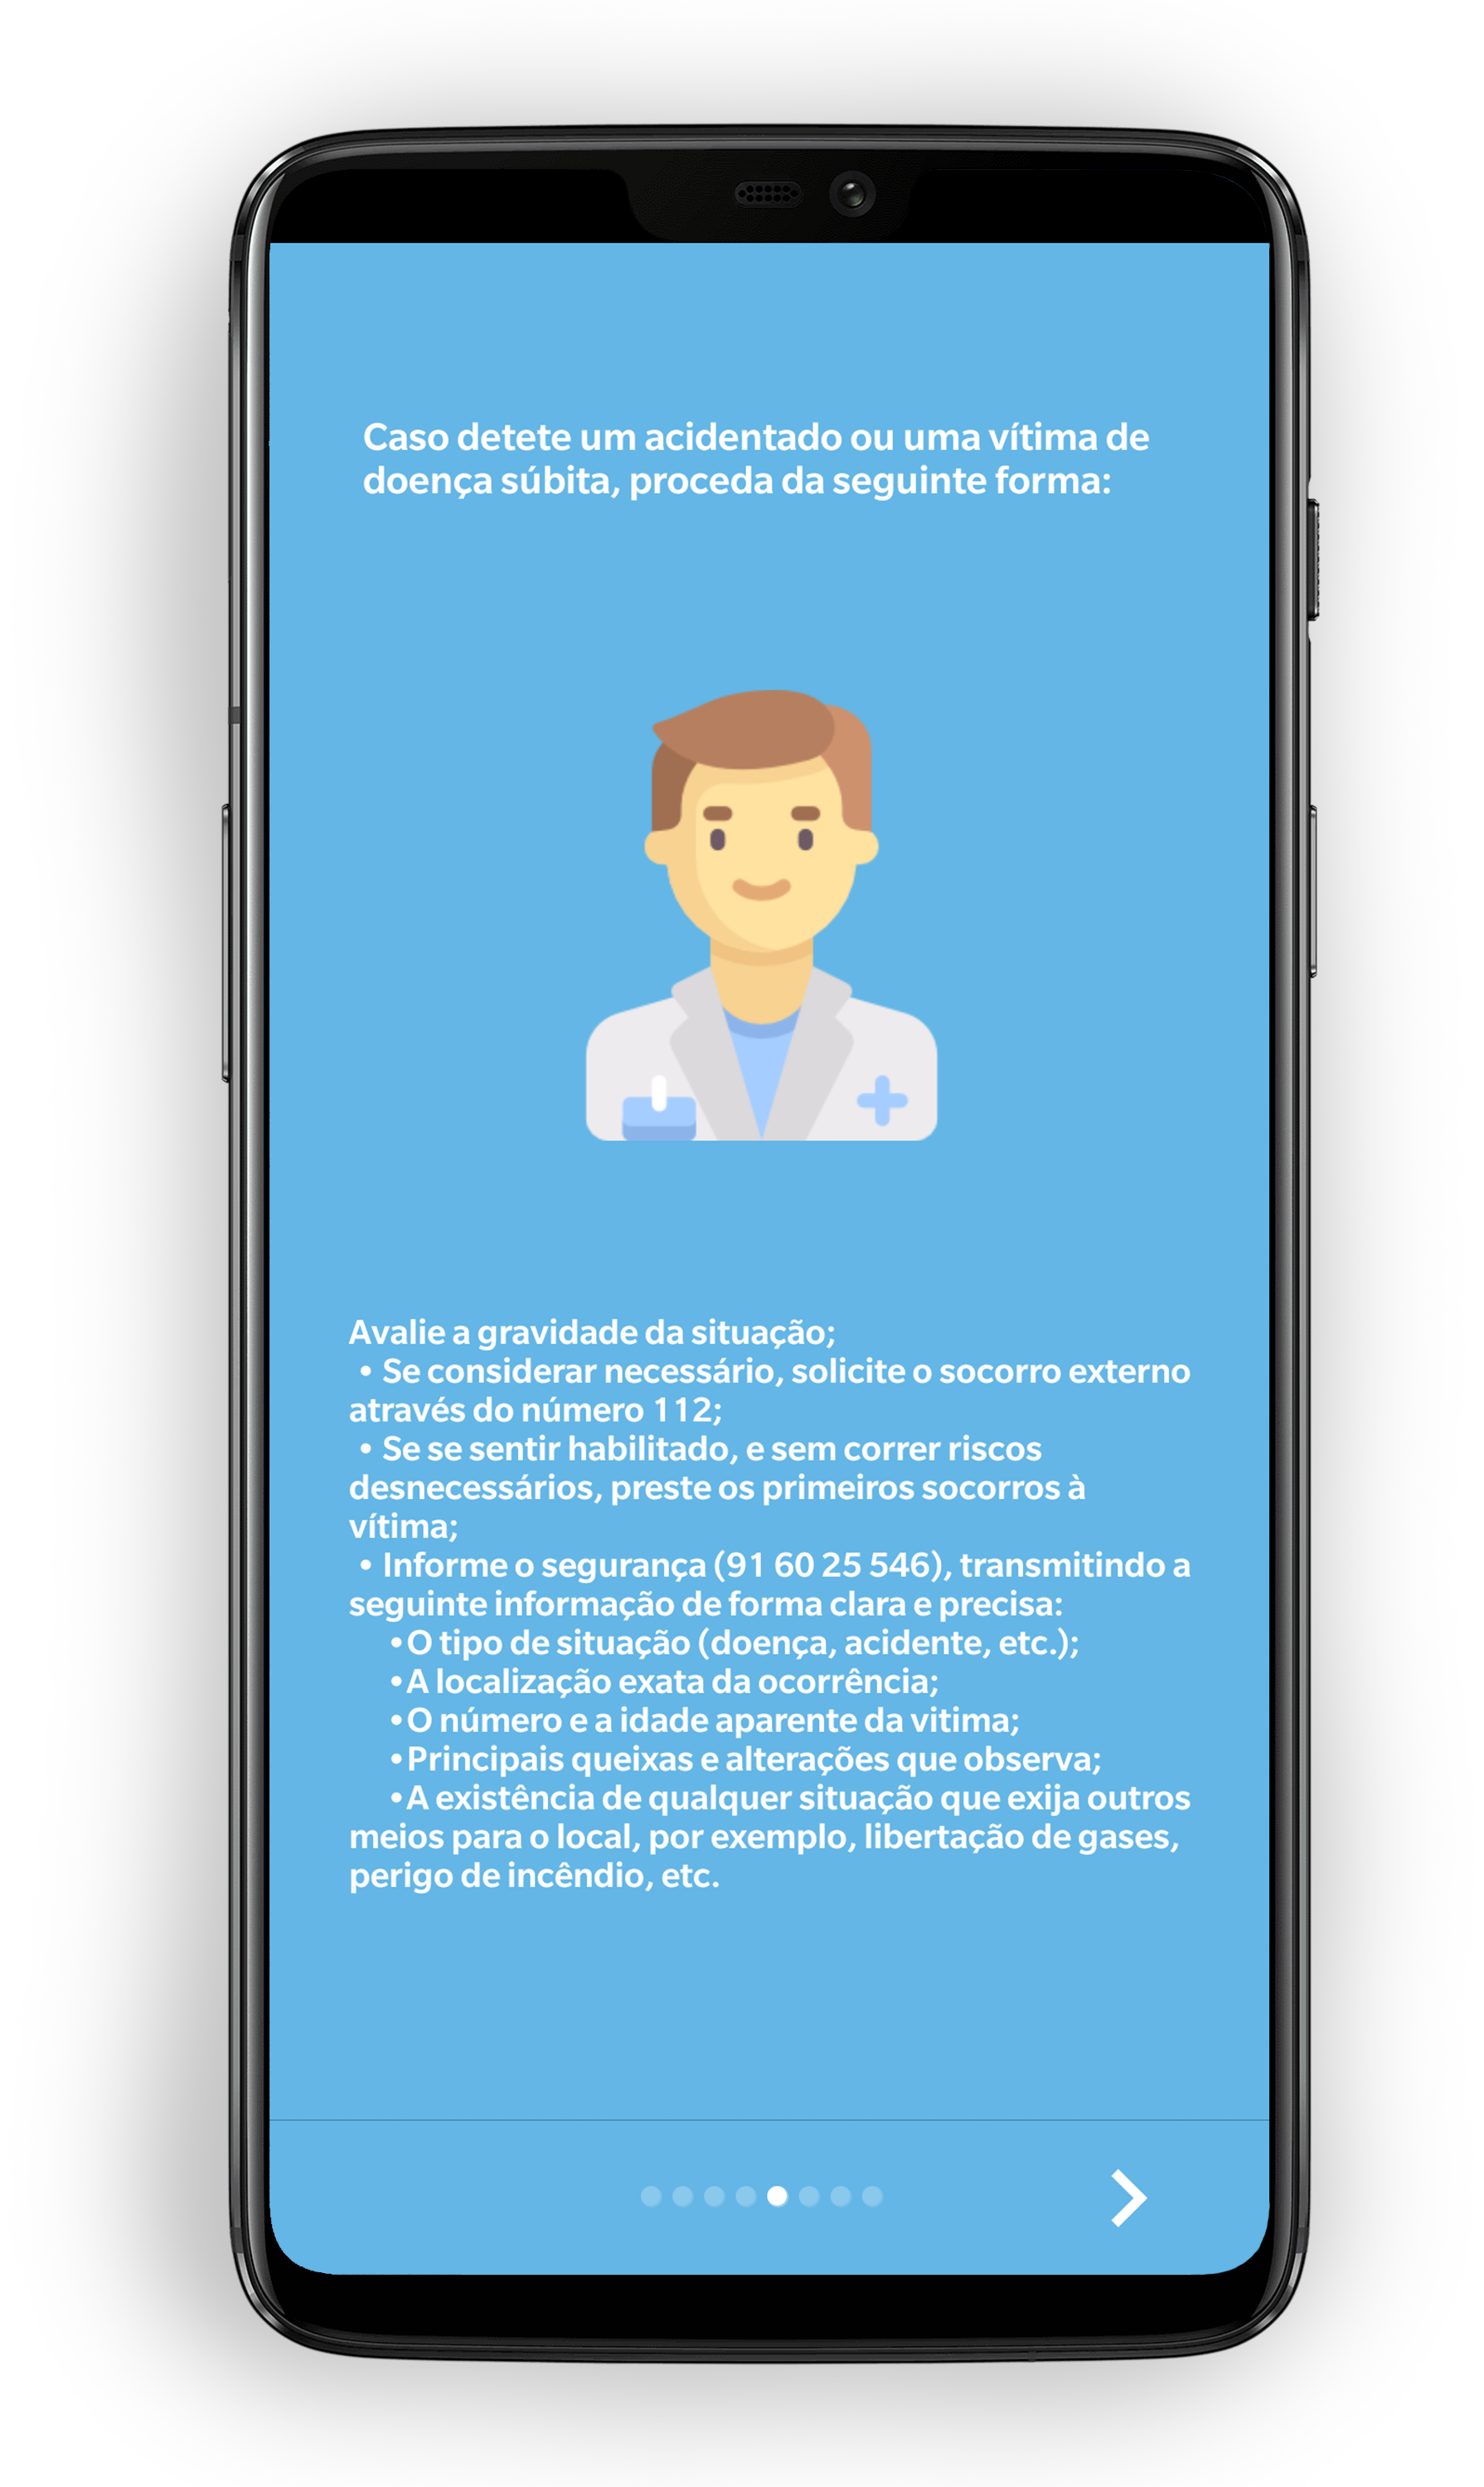 Caso detete um acidentado ou uma vítima de
doença súbita, proceda da seguinte forma:
Avalie a gravidade da situação;
• Se considerar necessário, solicite o socorro externo
através do número 112;
• Se se sentir habilitado, e sem correr riscos
desnecessários, preste os primeiros socorros à
vítima;
• Informe o segurança (91 60 25 546), transmitindo a
seguinte informação de forma clara e precisa:
•O tipo de situação (doença, acidente, etc.);
•A localização exata da ocorrência;
•O número e a idade aparente da vitima;
•Principais queixas e alterações que observa;
•A existência de qualquer situação que exija outros
meios para o local, por exemplo, libertação de gases,
perigo de incêndio, etc.